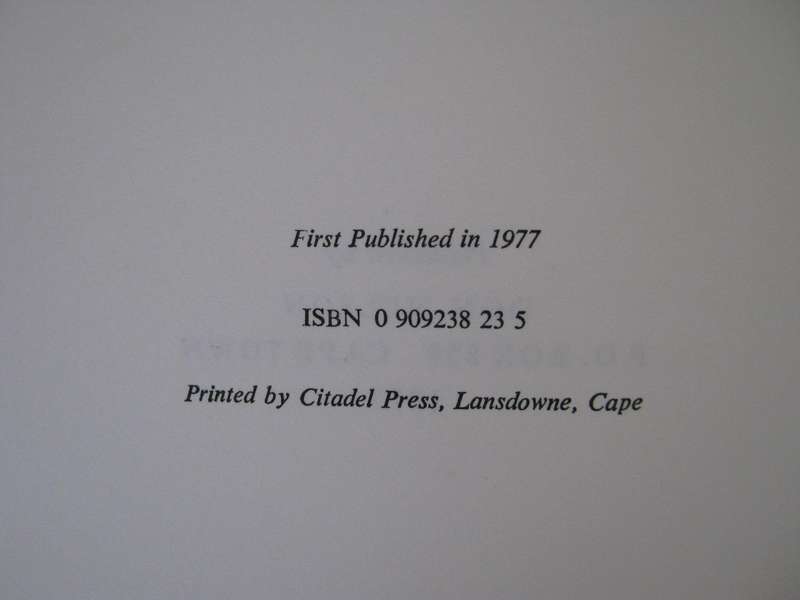 First Published in 1977
ISBN 0 909238 23 5
Printed by Citadel Press, Lansdowne, Cape